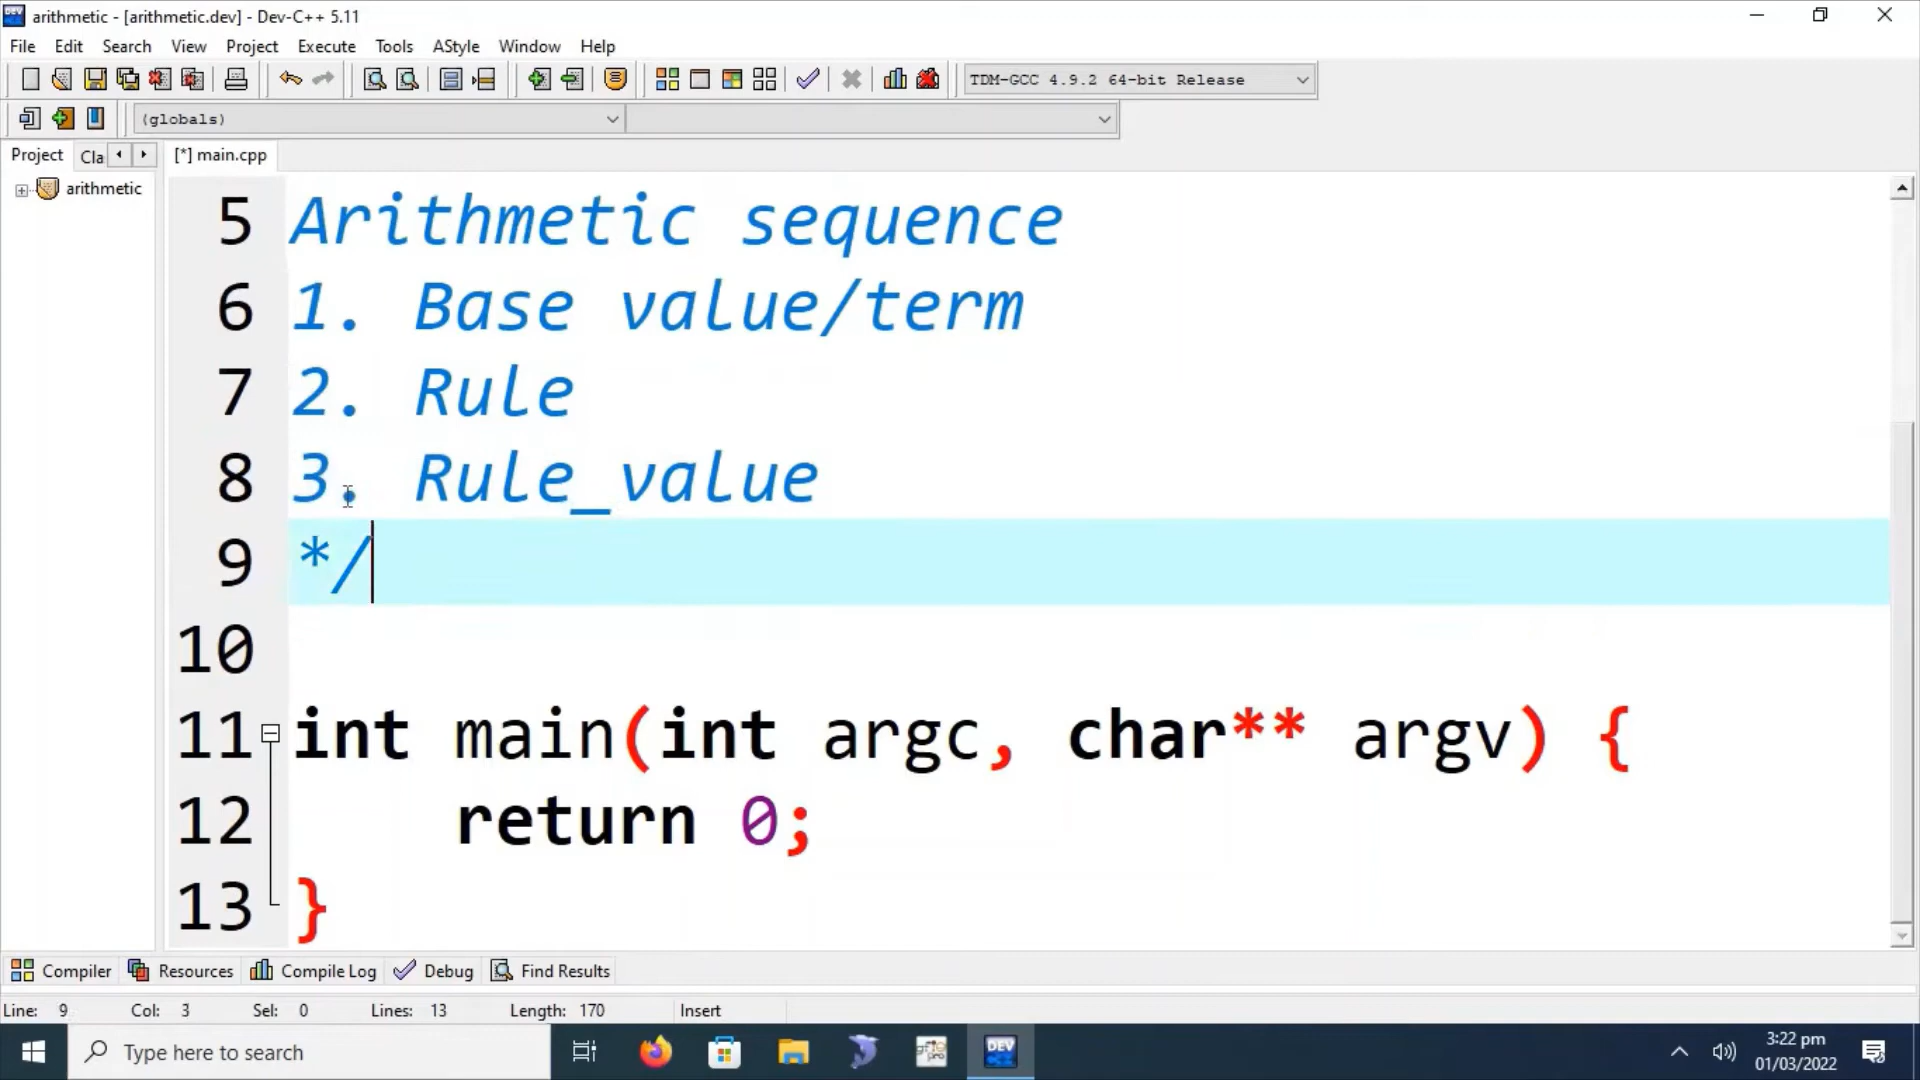 arithmetic - [arithmetic.dev] - Dev-C++ 5.11
File Edit Search View Project Execute Tools AStyle Window Help
TDM-GCC 4.9.2 64-bit Release
(globals)
Project Cla [*] main.cpp
arithmetic
5 Arithmetic sequence
6 1. Base value/term
7 2. Rule
8 3. Rule_value
9 */
10
11 int main(int argc, char** argv) {
12 return 0;
13 }
Compiler Resources Compile Log Debug Find Results
Line: 9 Col: 3 Sel: 0 Lines: 13 Length: 170 Insert
Type here to search
DEV
3:22 pm
01/03/2022